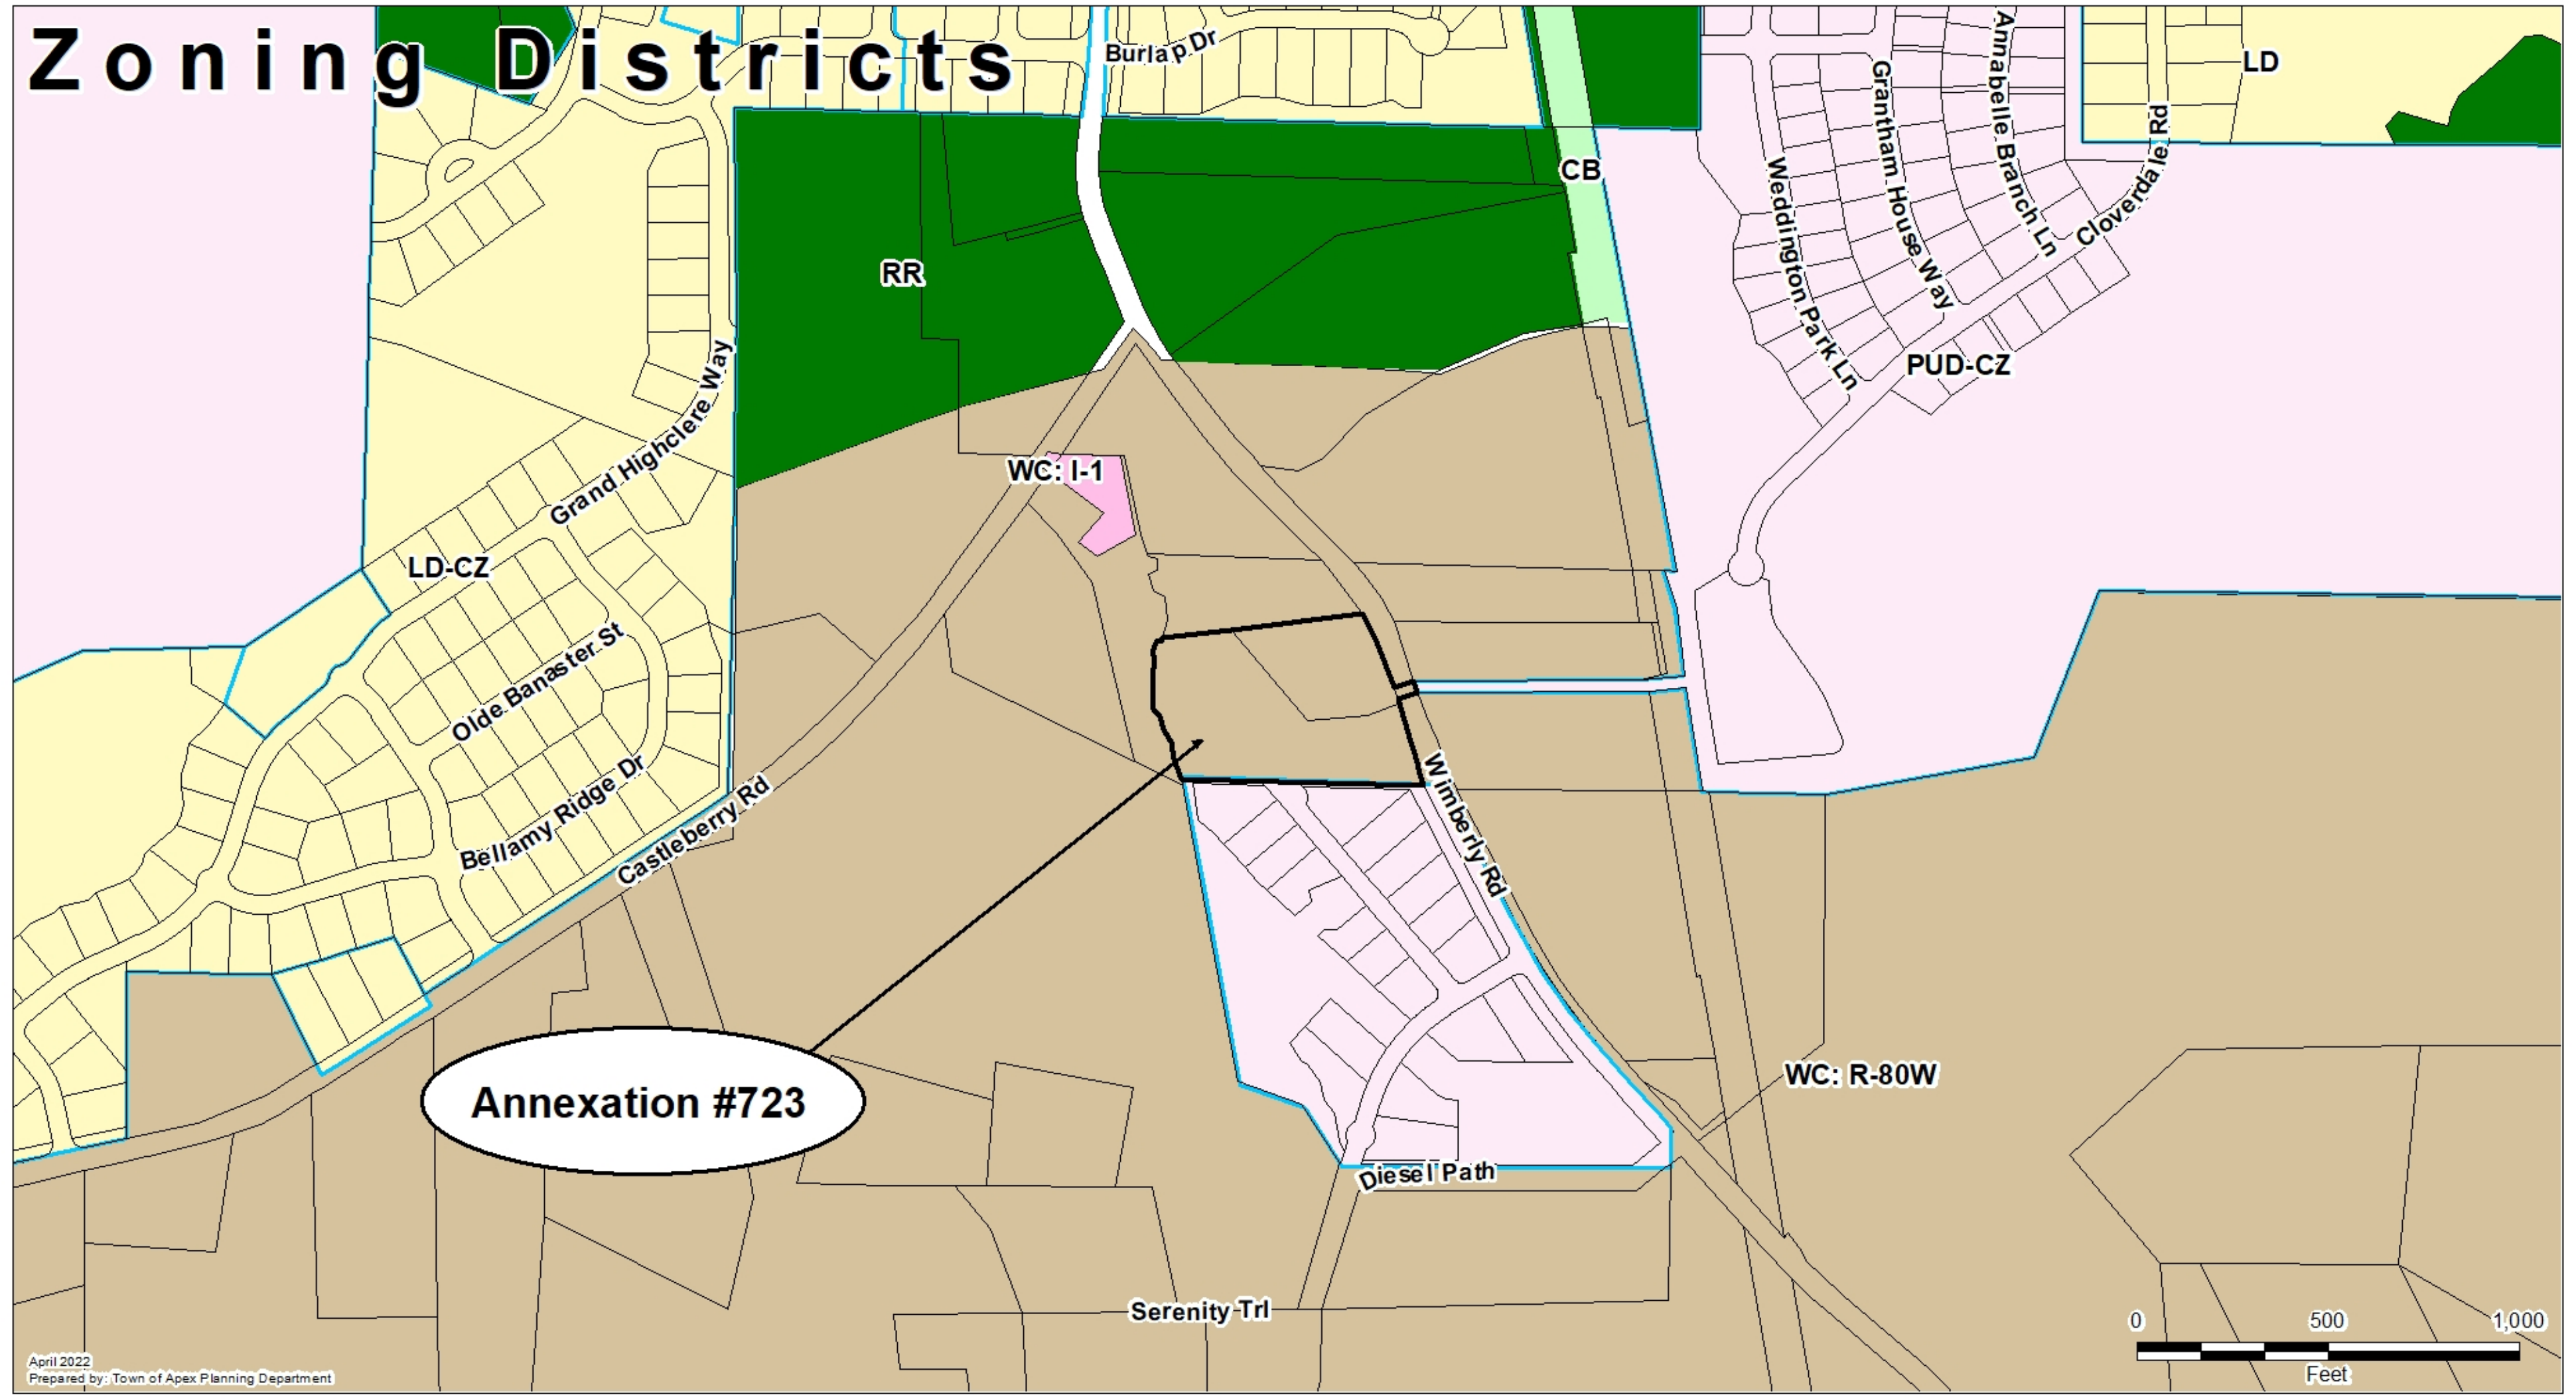 Zoning Districts
Burlap Dr
Annabelle Branch Ln
LD
Grantham House Way
Cloverdale Rd
CB
Weddington Park Ln
RR
PUD-CZ
Grand Highclere Way
WC: I-1
LD-CZ
Olde Banaster St
Bellamy Ridge Dr
Castleberry Rd
Wimberly Rd
Annexation #723
WC: R-80W
Diesel Path
Serenity Trl
0 500 1,000
Feet
April 2022
Prepared by: Town of Apex Planning Department